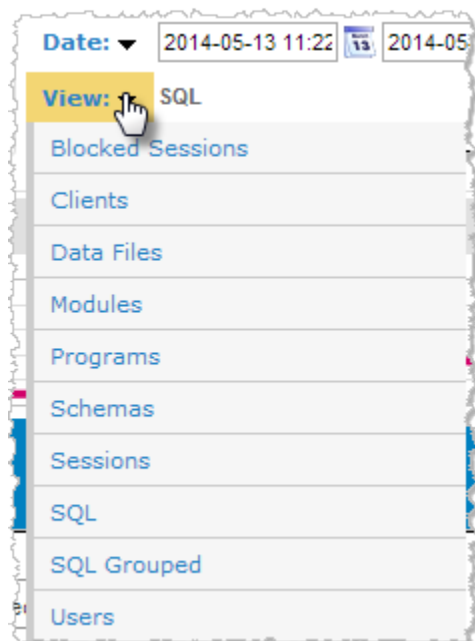 Date: 2014-05-13 11:22 13 2014-05
View: SQL
Blocked Sessions
Clients
Data Files
Modules
Programs
Schemas
Sessions
SQL
SQL Grouped
Users